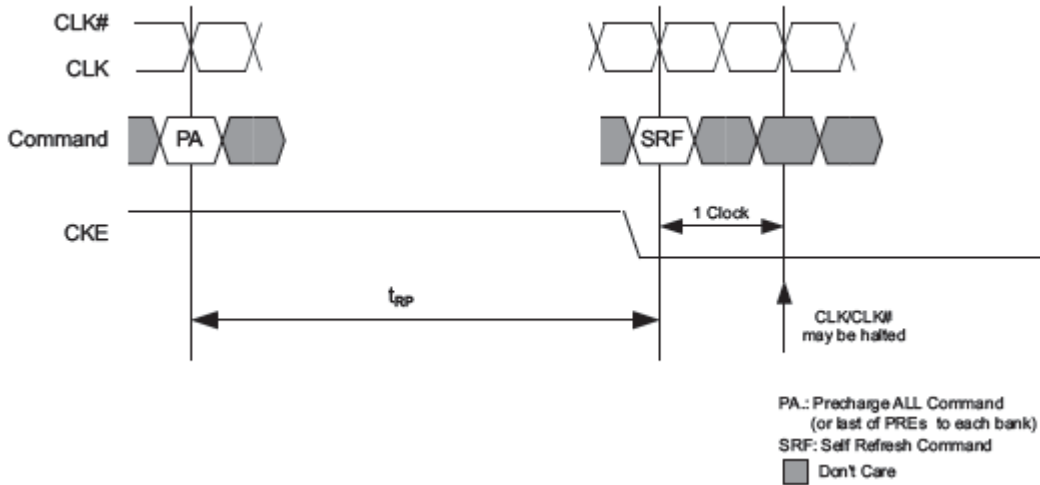 CLK#
CLK
Command
PA
SRF
1 Clock
CKE
tRP
CLK/CLK#
may be halted
PA.: Precharge ALL Command
(or last of PREs to each bank)
SRF: Self Refresh Command
Don't Care